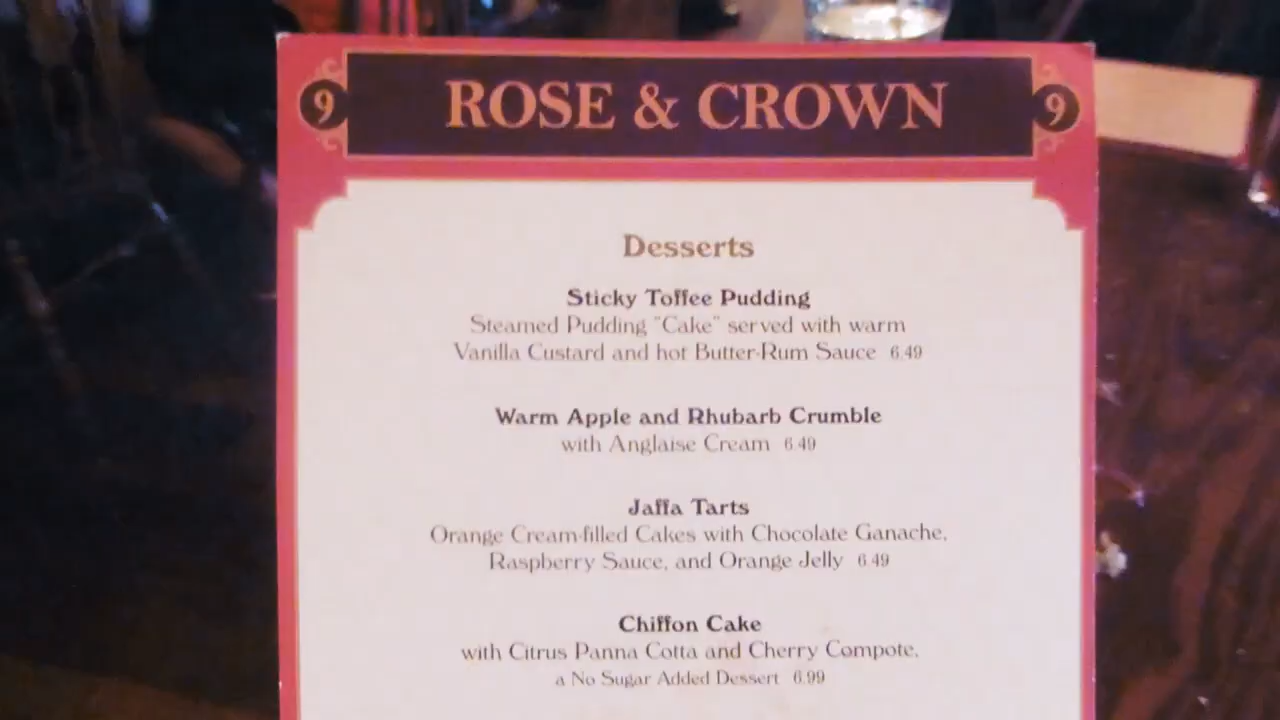 9 ROSE & CROWN 9
Desserts
Sticky Toffee Pudding
Steamed Pudding "Cake" served with warm
Vanilla Custard and hot Butter-Rum Sauce 6.49
Warm Apple and Rhubarb Crumble
with Anglaise Cream 6.49
Jaffa Tarts
Orange Cream-filled Cakes with Chocolate Ganache,
Raspberry Sauce, and Orange Jelly 6.49
Chiffon Cake
with Citrus Panna Cotta and Cherry Compote,
a No Sugar Added Dessert 6.99